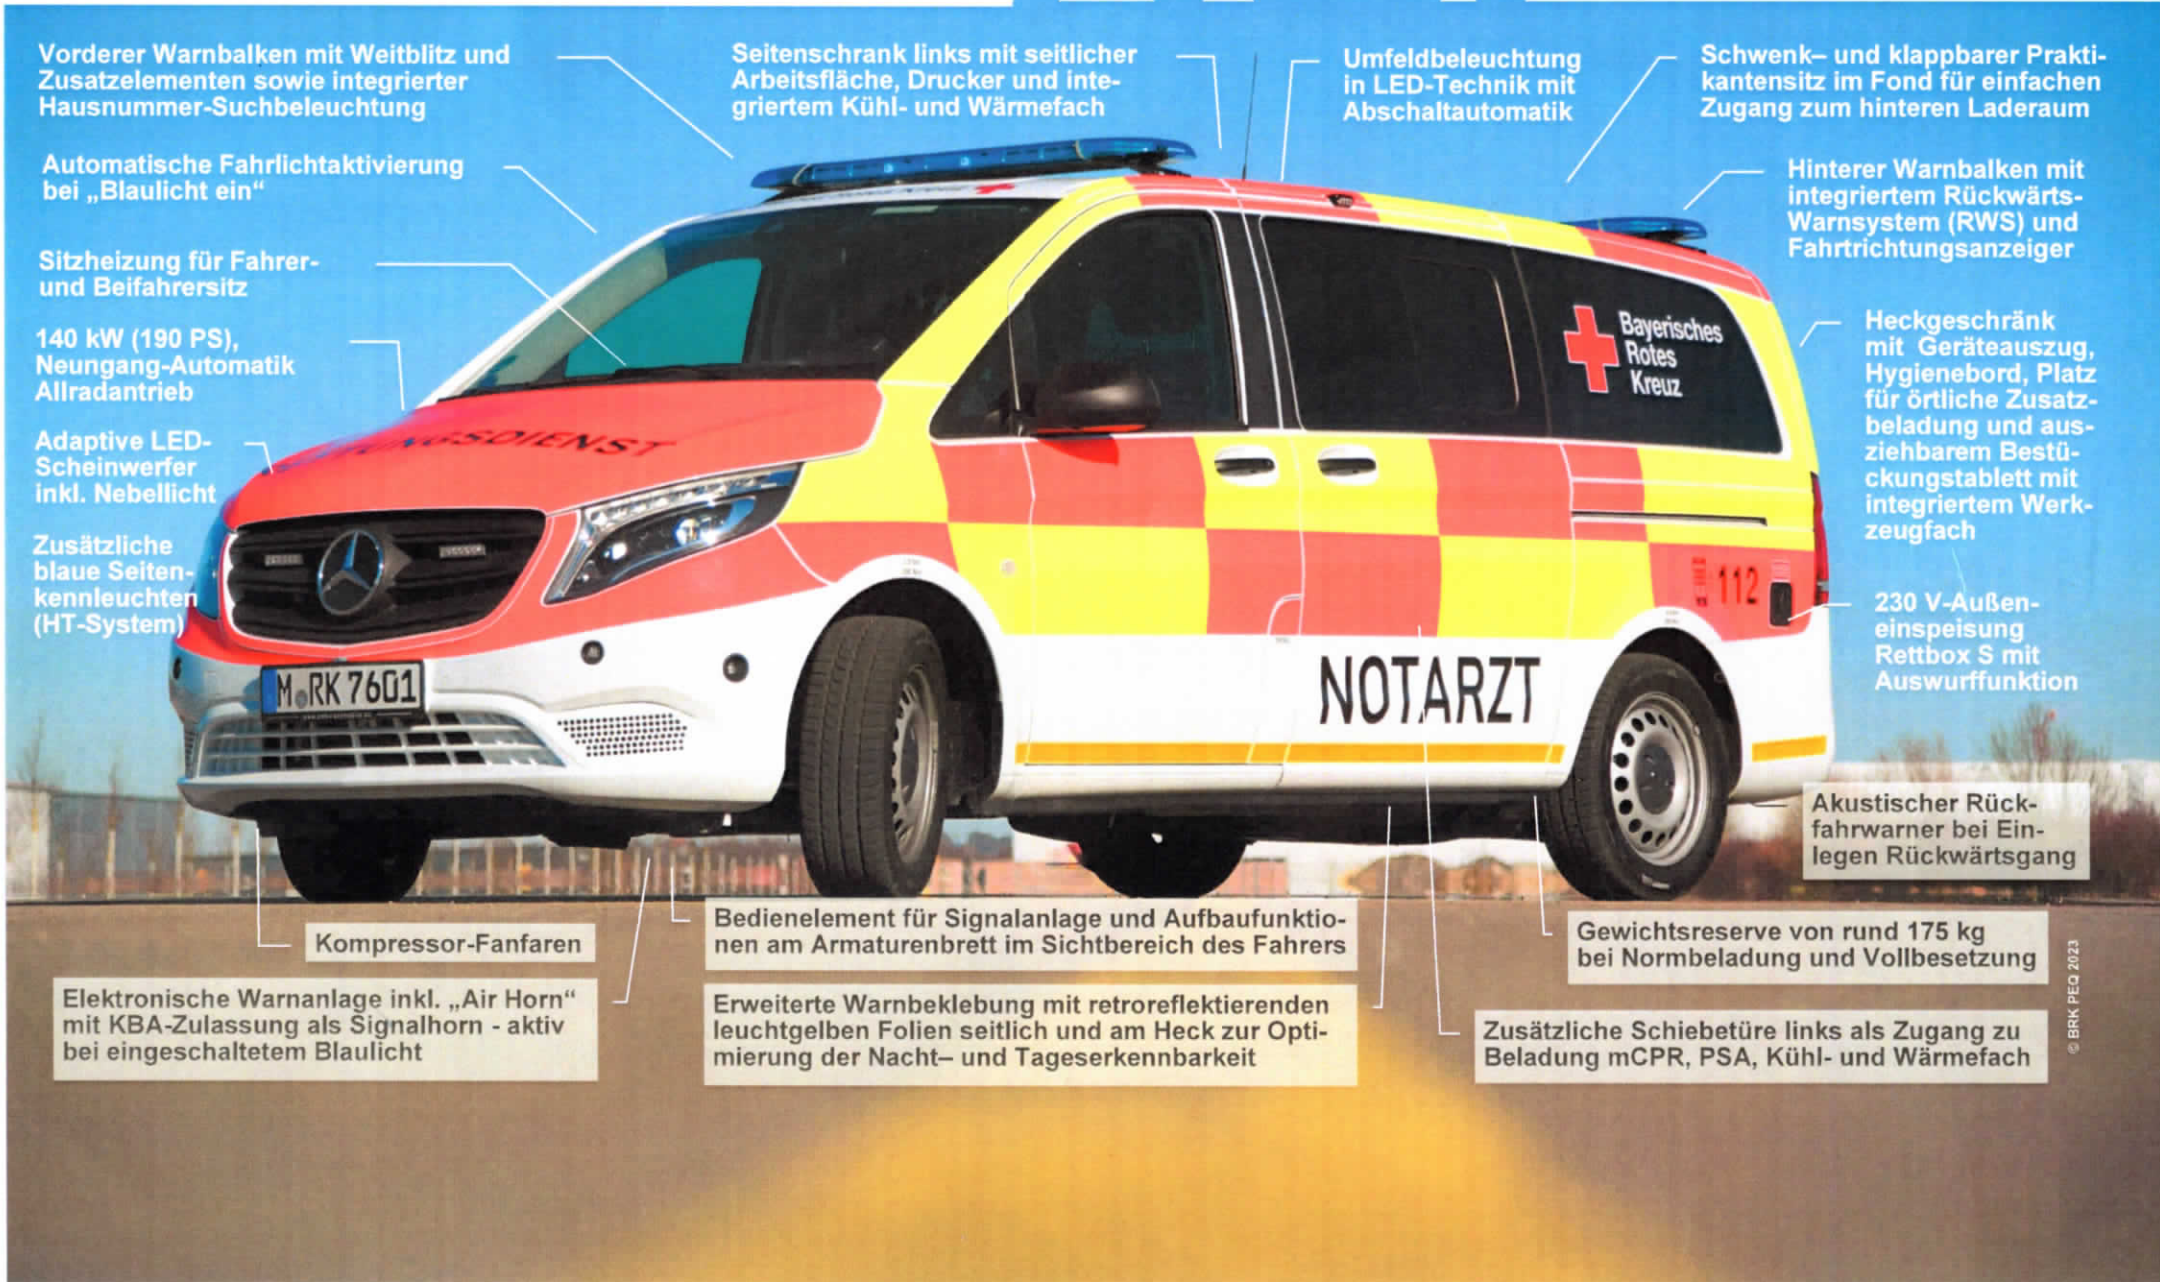 Vorderer Warnbalken mit Weitblitz und
Zusatzelementen sowie integrierter
Hausnummer-Suchbeleuchtung
Seitenschrank links mit seitlicher
Arbeitsfläche, Drucker und inte-
griertem Kühl- und Wärmefach
Umfeldbeleuchtung
in LED-Technik mit
Abschaltautomatik
Schwenk– und klappbarer Prakti-
kantensitz im Fond für einfachen
Zugang zum hinteren Laderaum
Automatische Fahrlichtaktivierung
bei „Blaulicht ein“
Hinterer Warnbalken mit
integriertem Rückwärts-
Warnsystem (RWS) und
Fahrtrichtungsanzeiger
Sitzheizung für Fahrer-
und Beifahrersitz
140 kW (190 PS),
Neungang-Automatik
Allradantrieb
Bayerisches
Rotes
Kreuz
Heckgeschränk
mit Geräteauszug,
Hygienebord, Platz
für örtliche Zusatz-
beladung und aus-
ziehbarem Bestü-
ckungstablett mit
integriertem Werk-
zeugfach
Adaptive LED-
Scheinwerfer
inkl. Nebellicht
Zusätzliche
blaue Seiten-
kennleuchten
(HT-System)
112
230 V-Außen-
einspeisung
Rettbox S mit
Auswurffunktion
M RK 7601
NOTARZT
Akustischer Rück-
fahrwarner bei Ein-
legen Rückwärtsgang
Kompressor-Fanfaren
Bedienelement für Signalanlage und Aufbaufunktio-
nen am Armaturenbrett im Sichtbereich des Fahrers
Gewichtsreserve von rund 175 kg
bei Normbeladung und Vollbesetzung
Elektronische Warnanlage inkl. „Air Horn“
mit KBA-Zulassung als Signalhorn - aktiv
bei eingeschaltetem Blaulicht
Erweiterte Warnbeklebung mit retroreflektierenden
leuchtgelben Folien seitlich und am Heck zur Opti-
mierung der Nacht– und Tageserkennbarkeit
Zusätzliche Schiebetüre links als Zugang zu
Beladung mCPR, PSA, Kühl- und Wärmefach
© BRK PEQ 2023